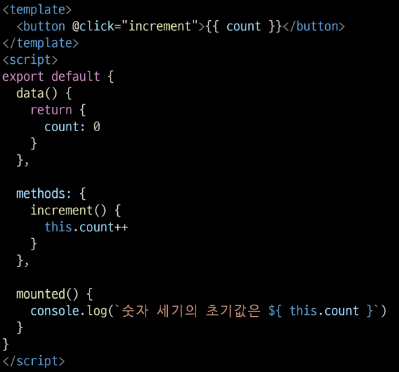 <template>
  <button @click="increment">{{ count }}</button>
</template>
<script>
export default {
  data() {
    return {
      count: 0
    }
  },

  methods: {
    increment() {
      this.count++
    }
  },

  mounted() {
    console.log(`숫자 세기의 초기값은 ${ this.count }`)
  }
}
</script>